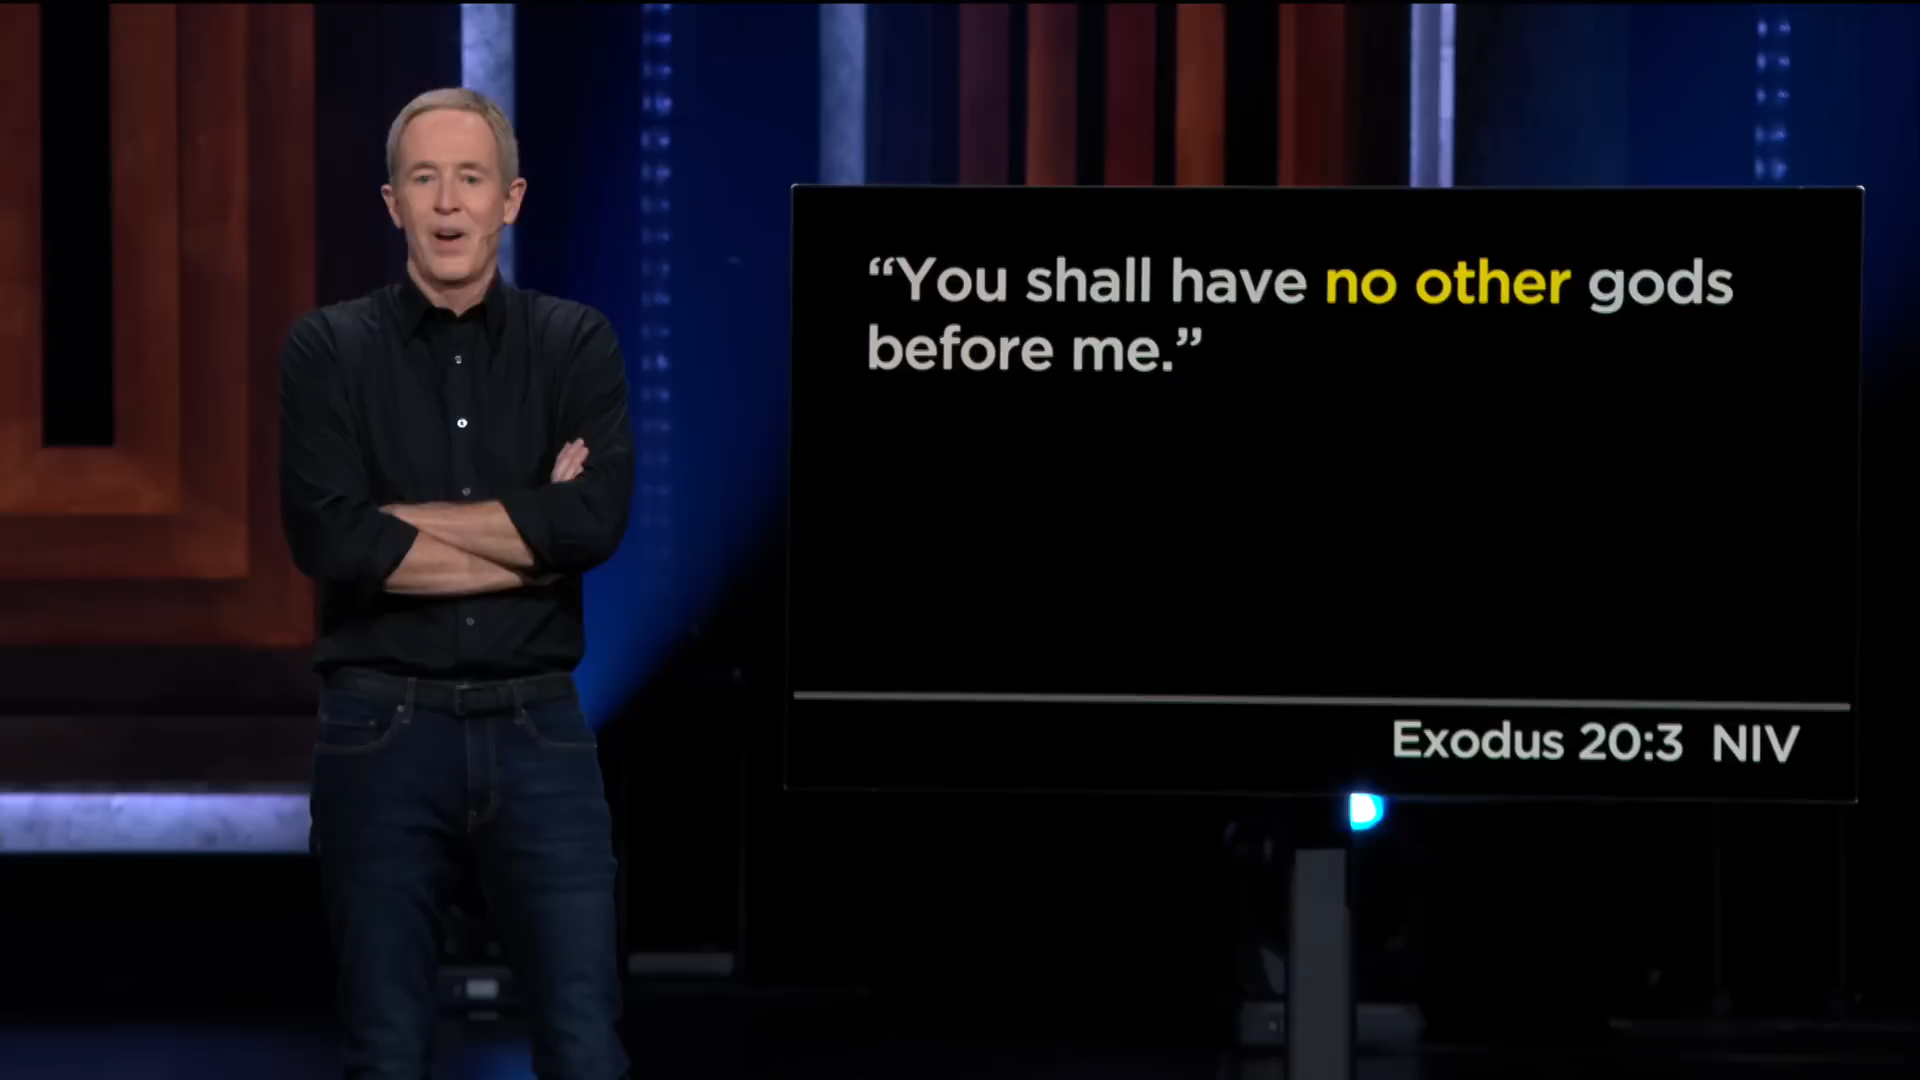 “You shall have no other gods
before me.”
Exodus 20:3 NIV